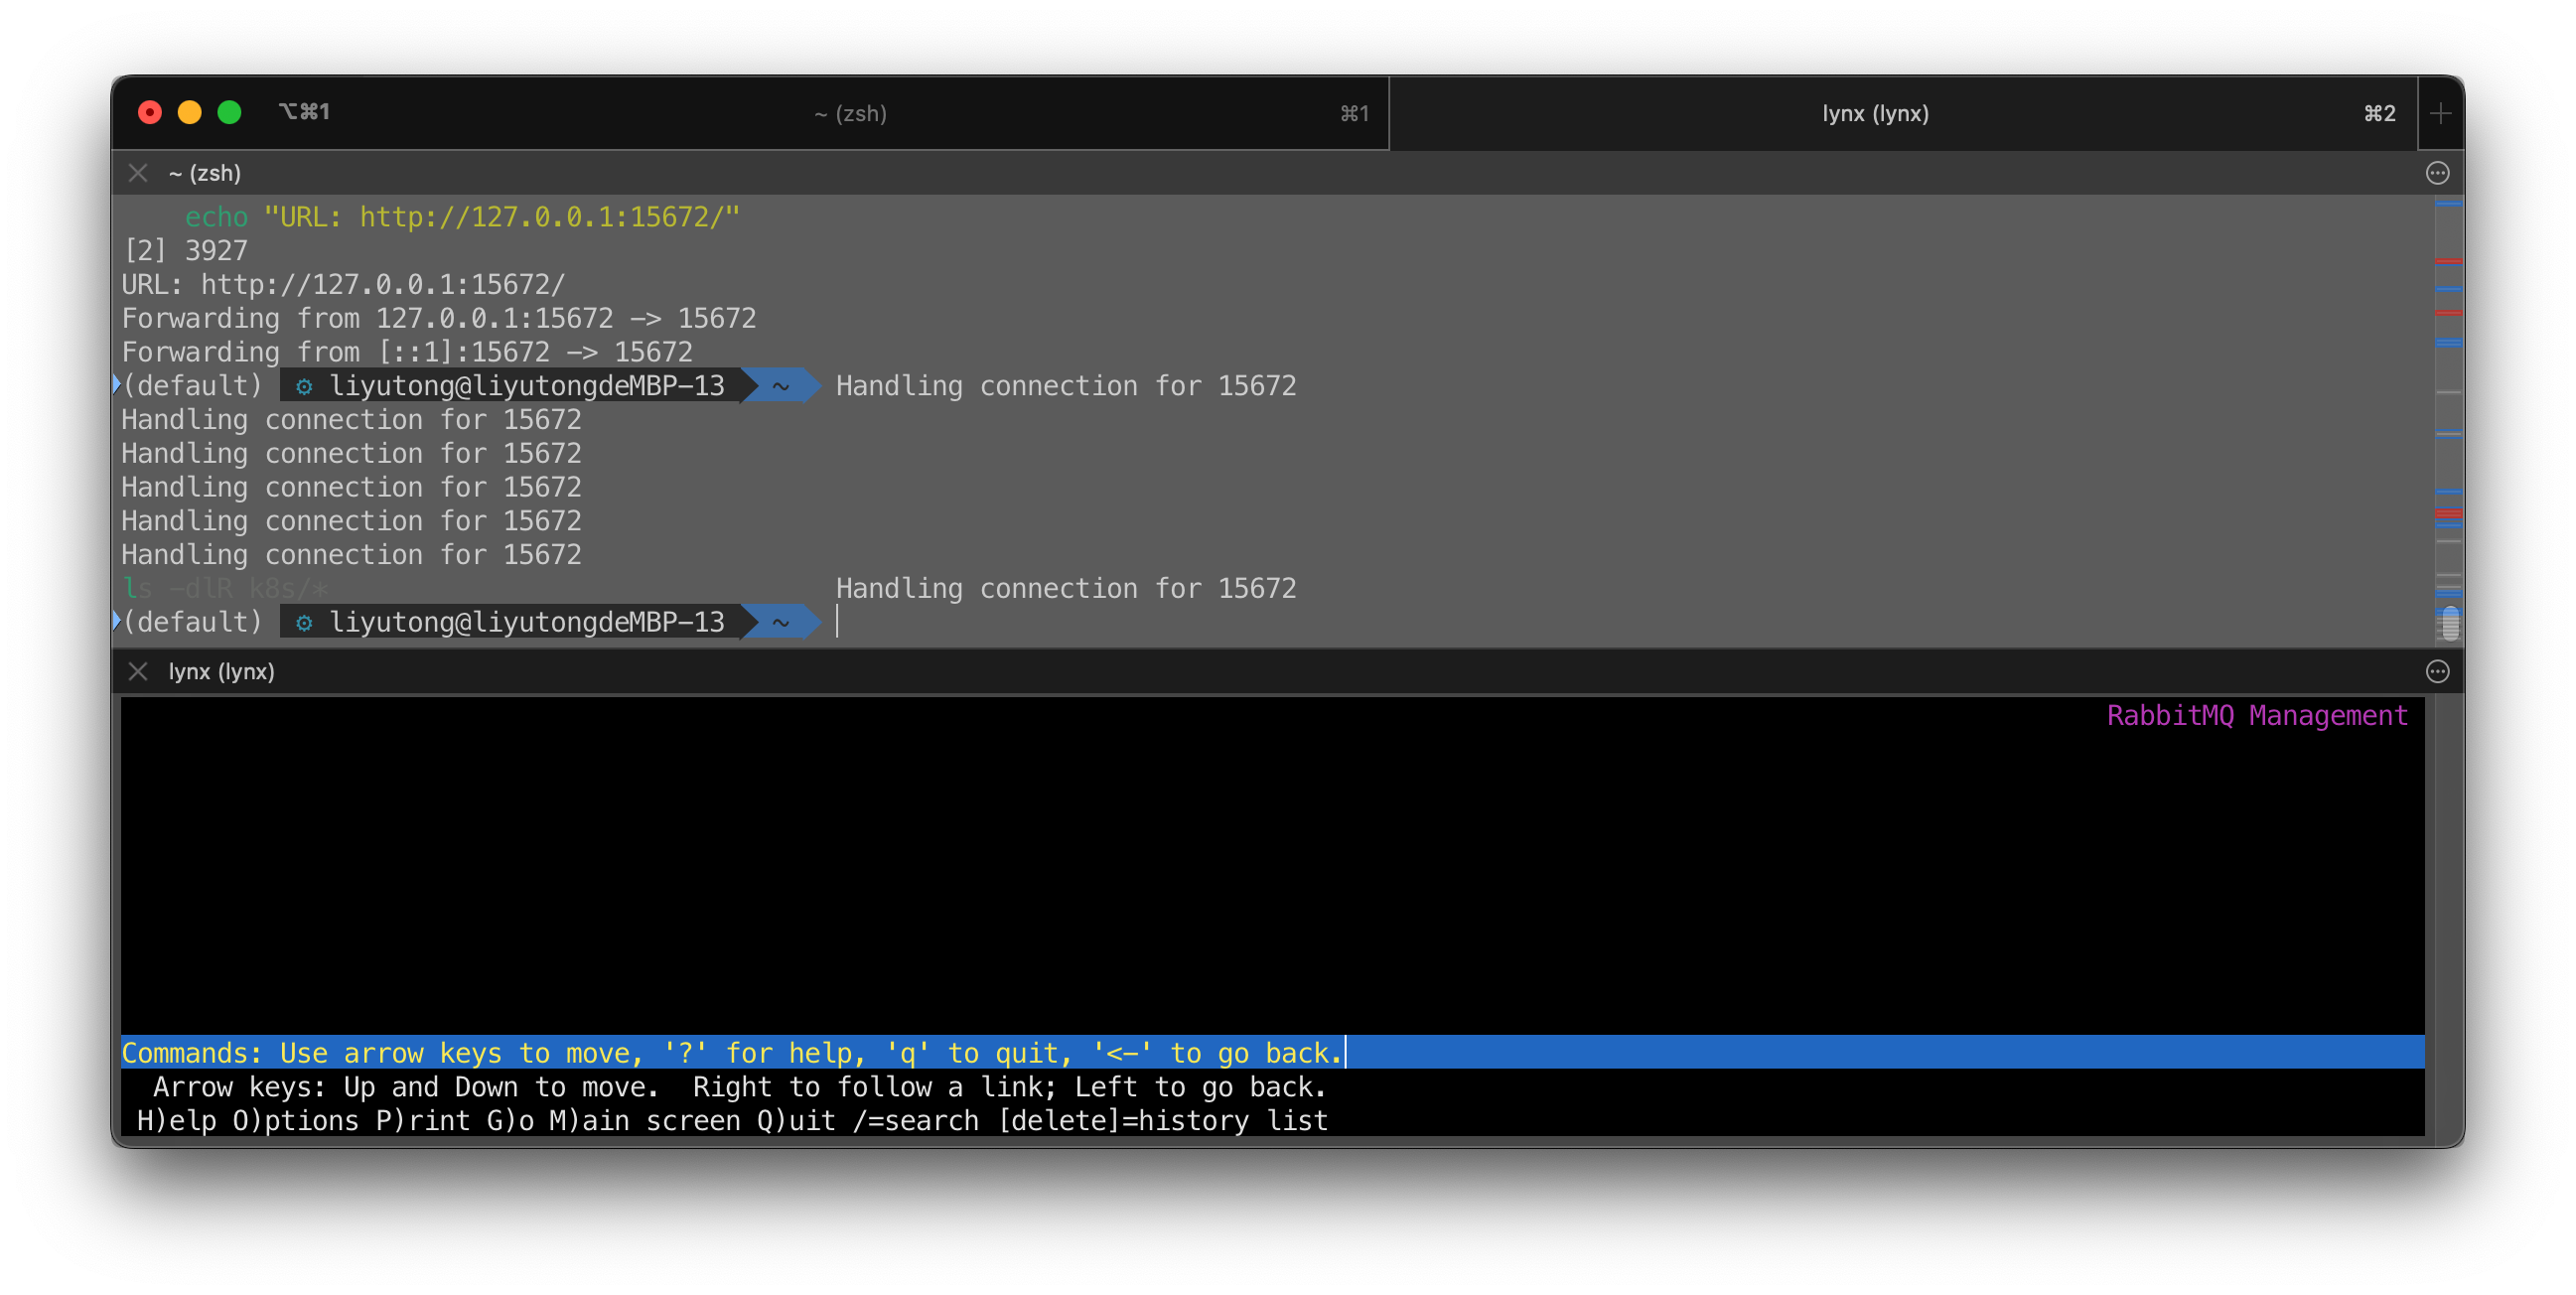 ⌥⌘1 ~ (zsh) ⌘1 lynx (lynx) ⌘2
~ (zsh)
echo "URL: http://127.0.0.1:15672/"
[2] 3927
URL: http://127.0.0.1:15672/
Forwarding from 127.0.0.1:15672 -> 15672
Forwarding from [::1]:15672 -> 15672
(default) ⚙ liyutong@liyutongdeMBP-13 ~ Handling connection for 15672
Handling connection for 15672
Handling connection for 15672
Handling connection for 15672
Handling connection for 15672
Handling connection for 15672
ls -dlR k8s/* Handling connection for 15672
(default) ⚙ liyutong@liyutongdeMBP-13 ~
lynx (lynx)
RabbitMQ Management
Commands: Use arrow keys to move, '?' for help, 'q' to quit, '<-' to go back.
Arrow keys: Up and Down to move.  Right to follow a link; Left to go back.
H)elp O)ptions P)rint G)o M)ain screen Q)uit /=search [delete]=history list